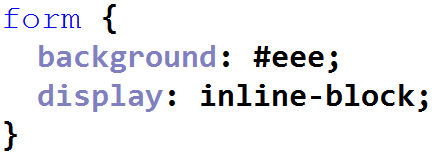 form {
  background: #eee;
  display: inline-block;
}